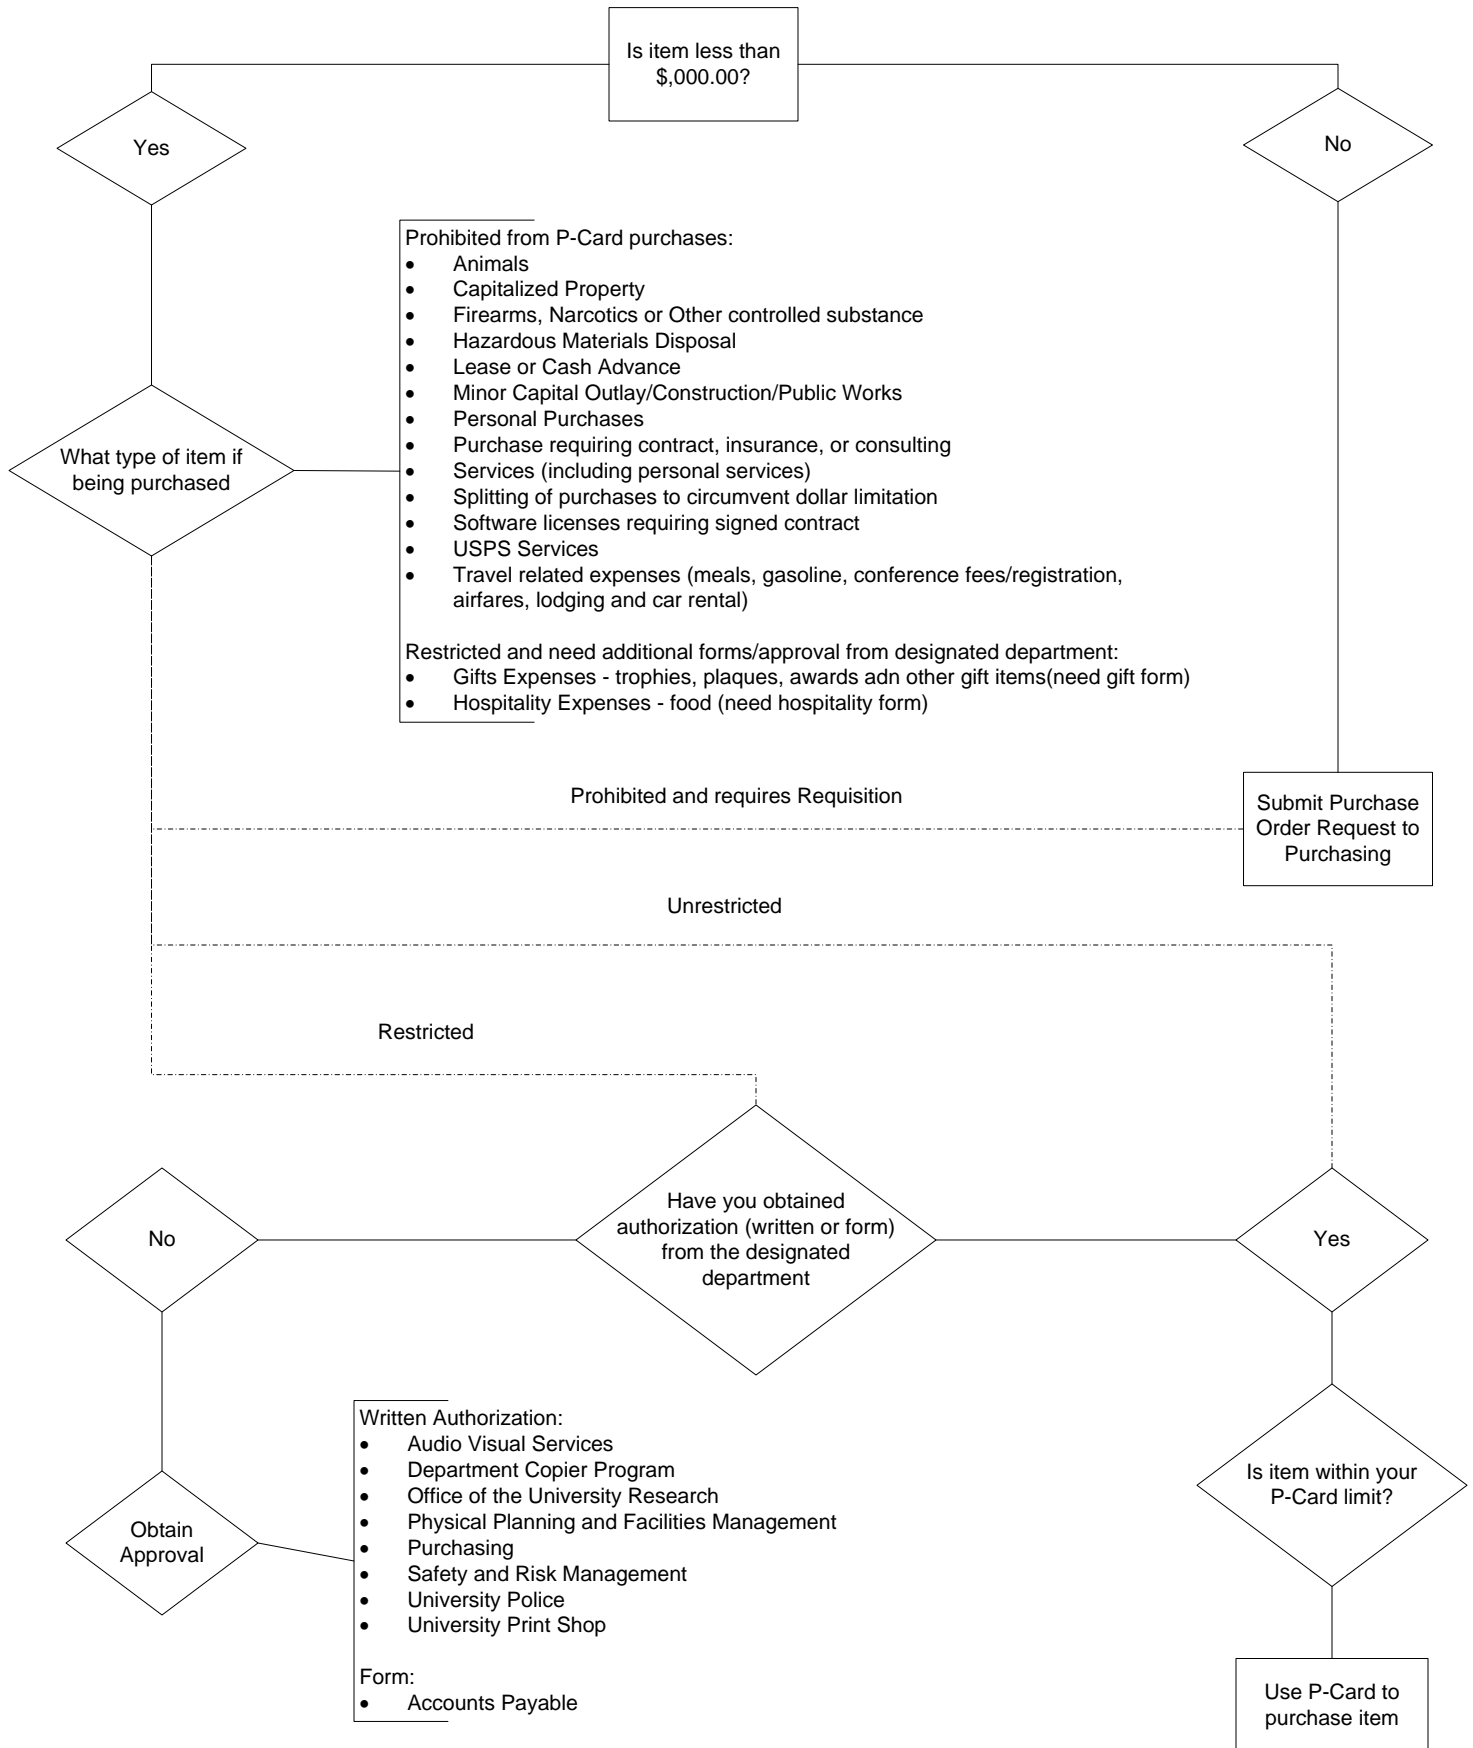 Is item less than
$,000.00?
Yes
No
Prohibited from P-Card purchases:
• Animals
• Capitalized Property
• Firearms, Narcotics or Other controlled substance
• Hazardous Materials Disposal
• Lease or Cash Advance
• Minor Capital Outlay/Construction/Public Works
• Personal Purchases
• Purchase requiring contract, insurance, or consulting
• Services (including personal services)
• Splitting of purchases to circumvent dollar limitation
• Software licenses requiring signed contract
• USPS Services
• Travel related expenses (meals, gasoline, conference fees/registration,
airfares, lodging and car rental)
Restricted and need additional forms/approval from designated department:
• Gifts Expenses - trophies, plaques, awards adn other gift items(need gift form)
• Hospitality Expenses - food (need hospitality form)
What type of item if
being purchased
Prohibited and requires Requisition
Submit Purchase
Order Request to
Purchasing
Unrestricted
Restricted
No
Have you obtained
authorization (written or form)
from the designated
department
Yes
Written Authorization:
• Audio Visual Services
• Department Copier Program
• Office of the University Research
• Physical Planning and Facilities Management
• Purchasing
• Safety and Risk Management
• University Police
• University Print Shop
Form:
• Accounts Payable
Obtain
Approval
Is item within your
P-Card limit?
Use P-Card to
purchase item